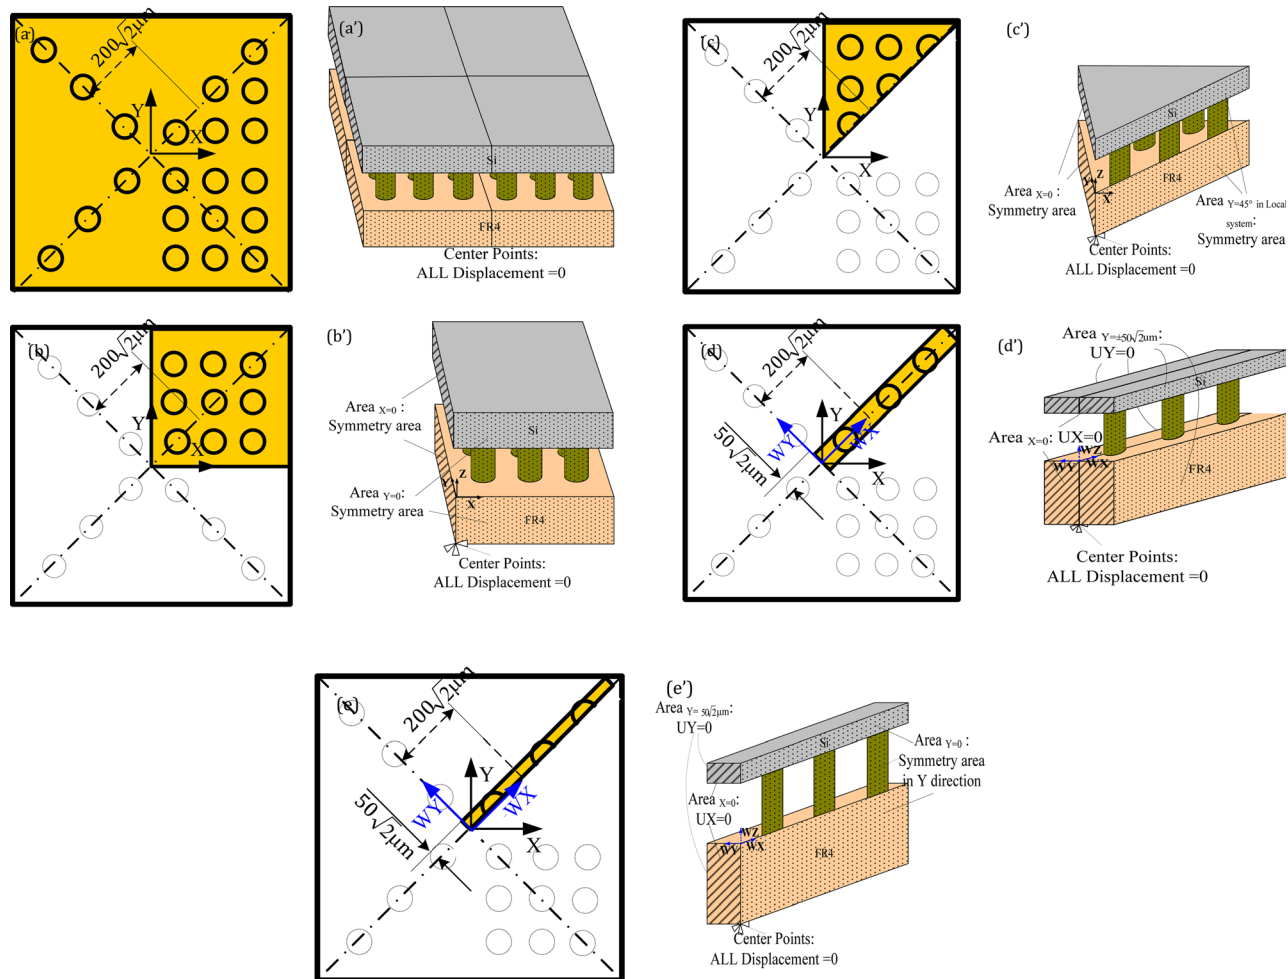 (a)
200√2μm
Y
X
(a')
Si
FR4
Center Points:
ALL Displacement =0
(c)
200√2μm
Y
X
(c')
Si
FR4
Y
Z
X
Area X=0 :
Symmetry area
Area Y=45° in Local
system:
Symmetry area
Center Points:
ALL Displacement =0
(b)
200√2μm
Y
X
(b')
Area X=0 :
Symmetry area
Si
Area Y=0:
Symmetry area
Y
Z
X
FR4
Center Points:
ALL Displacement =0
(d)
200√2μm
Y
WY
WX
X
50√2μm
(d')
Area Y=±50√2μm:
UY=0
Si
Area X=0: UX=0
WZ
WY
WX
FR4
Center Points:
ALL Displacement =0
(e)
200√2μm
Y
WY
WX
X
50√2μm
(e')
Area Y= 50√2μm:
UY=0
Si
Area Y=0 :
Symmetry area
in Y direction
Area X=0:
UX=0
WZ
WY
WX
FR4
Center Points:
ALL Displacement =0